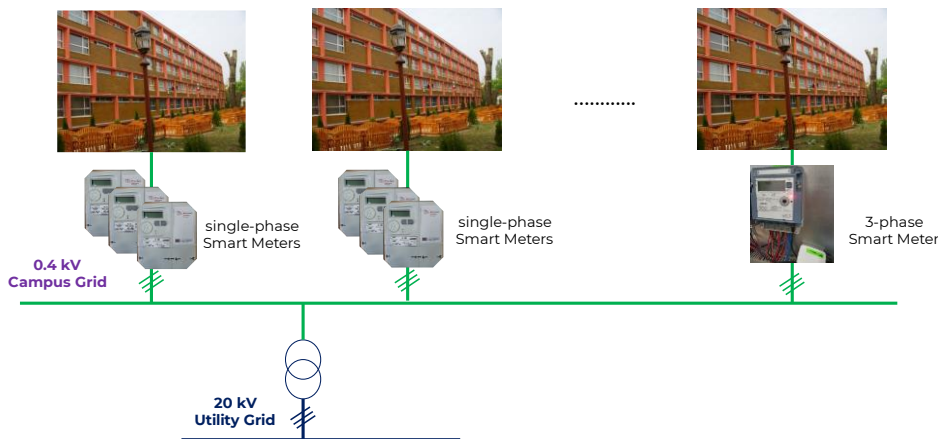 ............
single-phase
Smart Meters
single-phase
Smart Meters
3-phase
Smart Meter
0.4 kV
Campus Grid
20 kV
Utility Grid